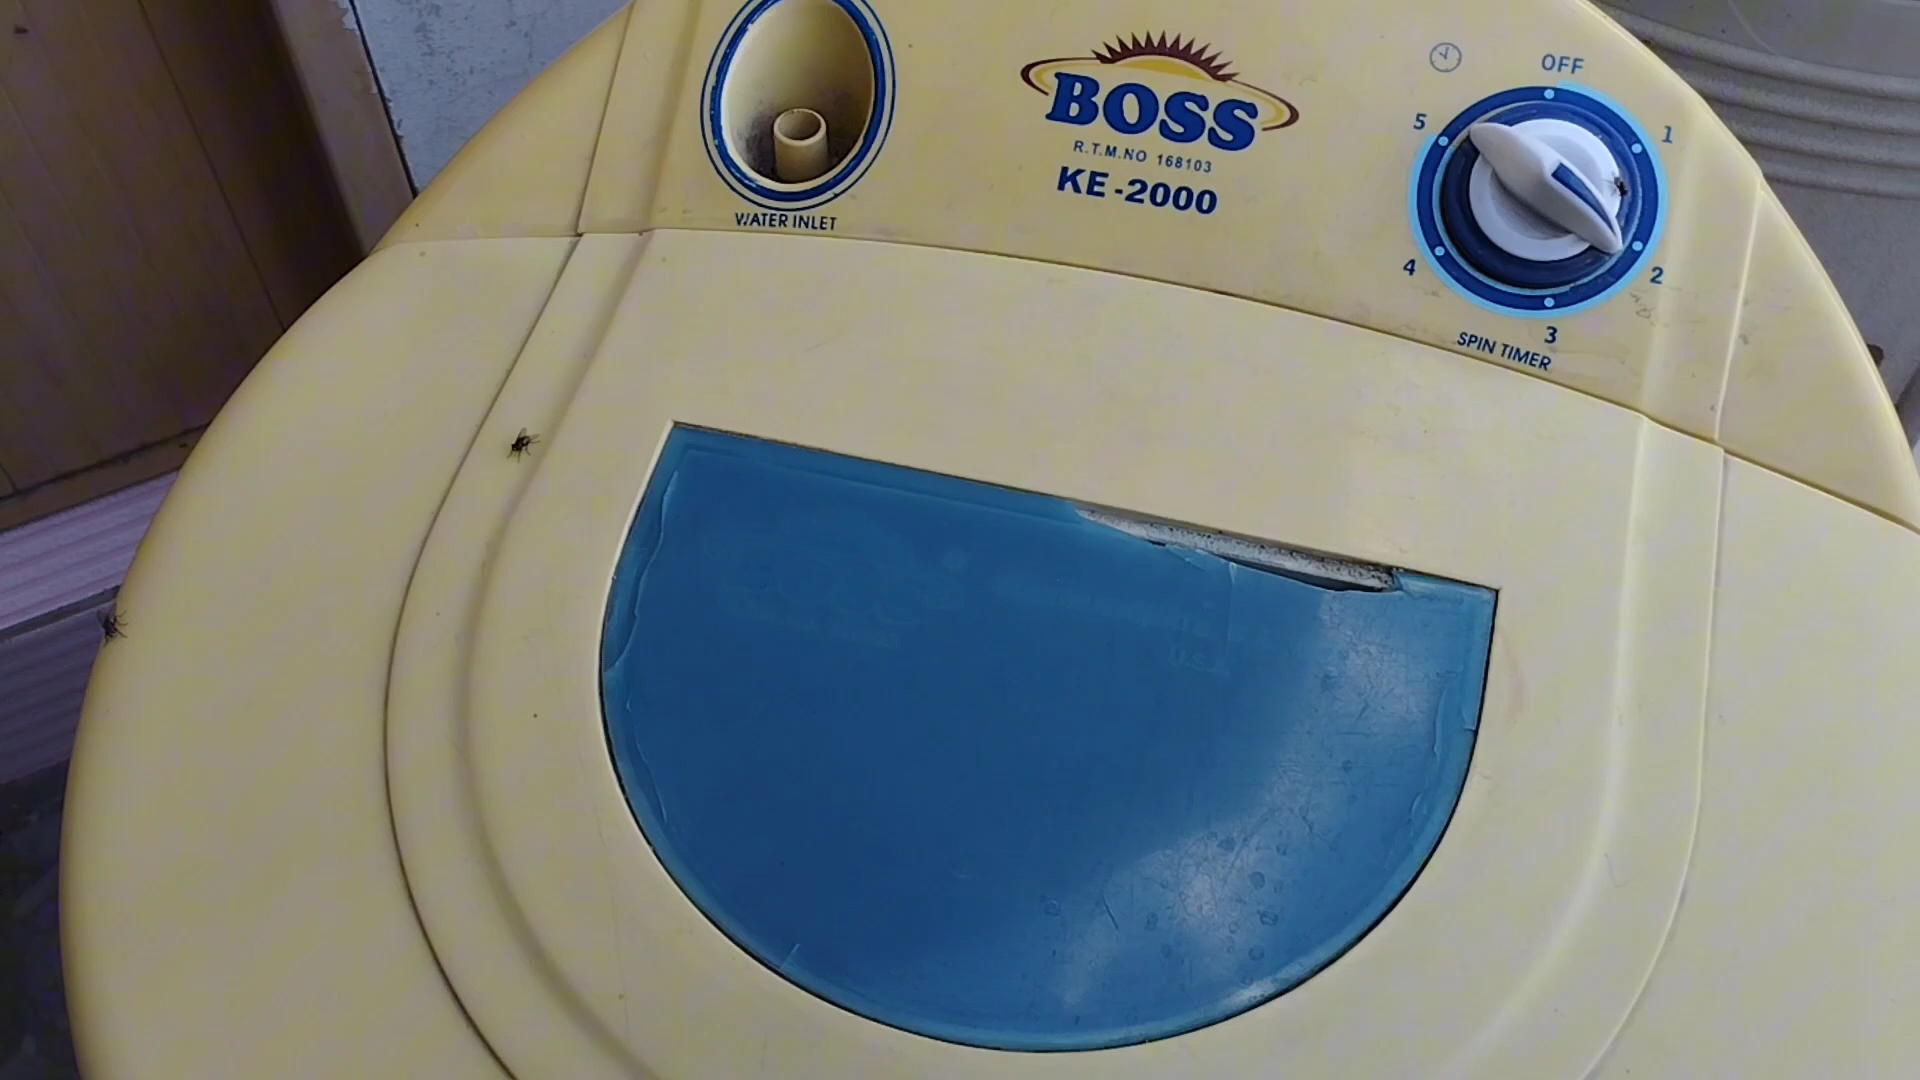 BOSS
R.T.M.NO 168103
KE-2000
WATER INLET
OFF
1
2
3
4
5
SPIN TIMER